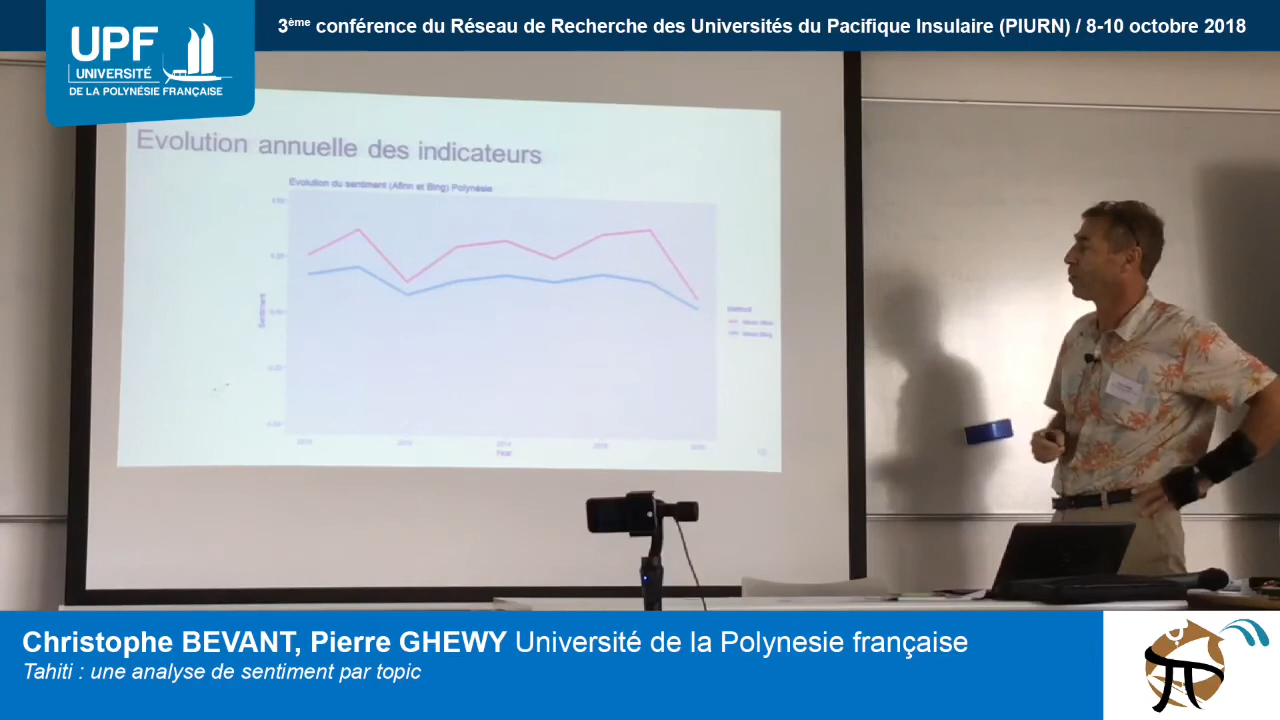 3ème conférence du Réseau de Recherche des Universités du Pacifique Insulaire (PIURN) / 8-10 octobre 2018
UPF
UNIVERSITÉ
DE LA POLYNÉSIE FRANÇAISE
Evolution annuelle des indicateurs
Evolution du sentiment (Afinn et Bing) Polynésie
Sentiment
2014
Year
Christophe BEVANT, Pierre GHEWY Université de la Polynesie française
Tahiti : une analyse de sentiment par topic